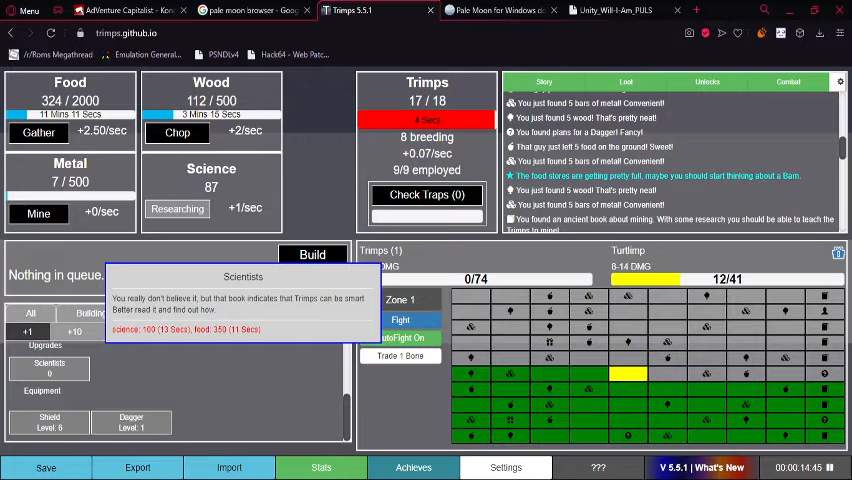 Menu
AdVenture Capitalist - Kon
pale moon browser - Goog
Trimps 5.5.1
Pale Moon for Windows do
Unity_Will-I-Am_PULS
trimps.github.io
/r/Roms Megathread
Emulation General...
PSNDLv4
Hack64 - Web Patc...
Food
324 / 2000
11 Mins 11 Secs
Gather
+2.50/sec
Wood
112 / 500
3 Mins 15 Secs
Chop
+2/sec
Metal
7 / 500
Mine
+0/sec
Science
87
Researching
+1/sec
Trimps
17 / 18
4 Secs
8 breeding
+0.07/sec
9/9 employed
Check Traps (0)
Story
Loot
Unlocks
Combat
You just found 5 bars of metal! Convenient!
You just found 5 wood! That's pretty neat!
You found plans for a Dagger! Fancy!
That guy just left 5 food on the ground! Sweet!
You just found 5 bars of metal! Convenient!
The food stores are getting pretty full, maybe you should start thinking about a Barn.
You just found 5 wood! That's pretty neat!
You just found 5 bars of metal! Convenient!
You found an ancient book about mining. With some research you should be able to teach the
Trimps to mine!
Build
Nothing in queue.
All
Building
+1
+10
Upgrades
Scientists
0
Equipment
Shield
Level: 6
Dagger
Level: 1
Scientists
You really don't believe it, but that book indicates that Trimps can be smart.
Better read it and find out how.
science: 100 (13 Secs), food: 350 (11 Secs)
Trimps (1)
DMG
0/74
Turtlimp
8-14 DMG
12/41
Zone 1
Fight
AutoFight On
Trade 1 Bone
Save
Export
Import
Stats
Achieves
Settings
???
V 5.5.1 | What's New
00:00:14:45